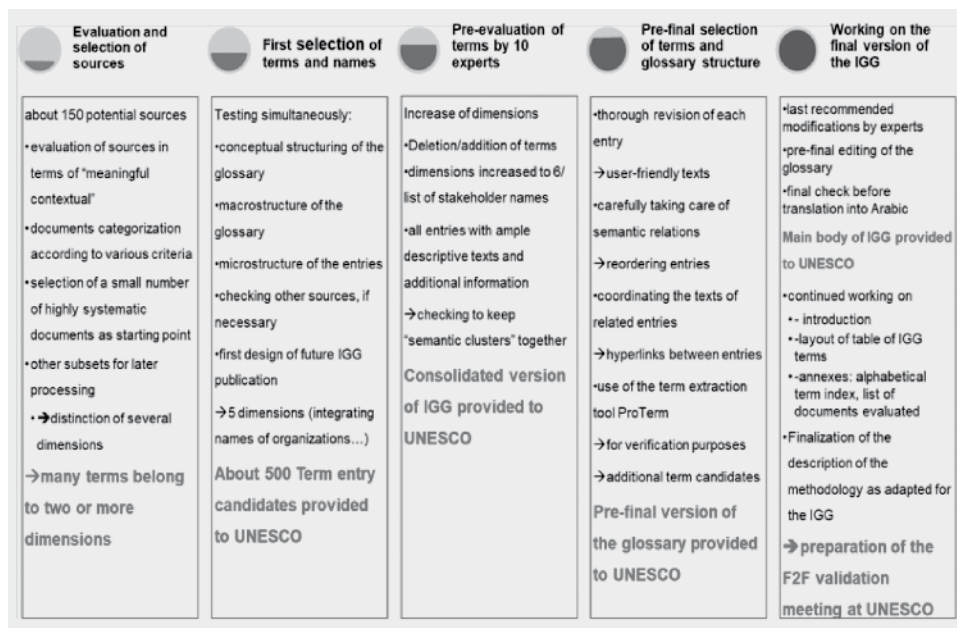 Evaluation and
selection of
sources
about 150 potential sources
•evaluation of sources in
terms of “meaningful
contextual”
•documents categorization
according to various criteria
•selection of a small number
of highly systematic
documents as starting point
•other subsets for later
processing
•→distinction of several
dimensions
→many terms belong
to two or more
dimensions
First selection of
terms and names
Testing simultaneously:
•conceptual structuring of the
glossary
•macrostructure of the
glossary
•microstructure of the entries
•checking other sources, if
necessary
•first design of future IGG
publication
→5 dimensions (integrating
names of organizations…)
About 500 Term entry
candidates provided
to UNESCO
Pre-evaluation of
terms by 10
experts
Increase of dimensions
•Deletion/addition of terms
•dimensions increased to 6/
list of stakeholder names
•all entries with ample
descriptive texts and
additional information
→checking to keep
“semantic clusters” together
Consolidated version
of IGG provided to
UNESCO
Pre-final selection
of terms and
glossary structure
•thorough revision of each
entry
→user-friendly texts
•carefully taking care of
semantic relations
→reordering entries
•coordinating the texts of
related entries
→hyperlinks between entries
•use of the term extraction
tool ProTerm
→for verification purposes
→additional term candidates
Pre-final version of
the glossary provided
to UNESCO
Working on the
final version of
the IGG
•last recommended
modifications by experts
•pre-final editing of the
glossary
•final check before
translation into Arabic
Main body of IGG provided
to UNESCO
•continued working on
•- introduction
•-layout of table of IGG
terms
•-annexes: alphabetical
term index, list of
documents evaluated
•Finalization of the
description of the
methodology as adapted for
the IGG
→preparation of the
F2F validation
meeting at UNESCO